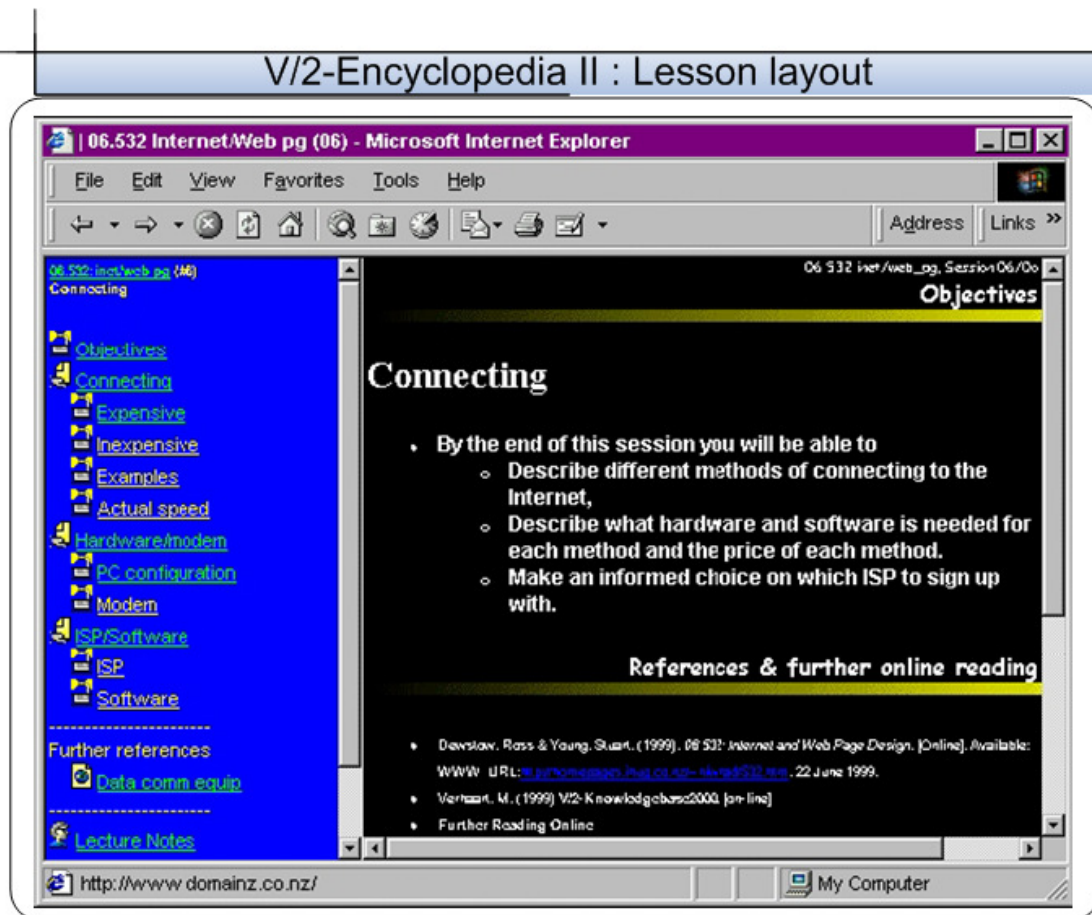 V/2-Encyclopedia II : Lesson layout
| 06.532 Internet/Web pg (06) - Microsoft Internet Explorer
File Edit View Favorites Tools Help
Address Links »
06.532: inet/web pg (#6)
Connecting
Objectives
Connecting
Expensive
Inexpensive
Examples
Actual speed
Hardware/modem
PC configuration
Modem
ISP/Software
ISP
Software
Further references
Data comm equip
Lecture Notes
06 532 inet/web_pg, Session 06/06
Objectives
Connecting
By the end of this session you will be able to
Describe different methods of connecting to the
Internet,
Describe what hardware and software is needed for
each method and the price of each method.
Make an informed choice on which ISP to sign up
with.
References & further online reading
Ross & Young, Stuart. (1999). 06 532: Internet and Web Page Design. [Online]. Available:
WWW URL: , 22 June 1999.
M. (1999) V/2-Knowledgebase2000. [on-line]
Further Reading Online
http://www.domainz.co.nz/
My Computer